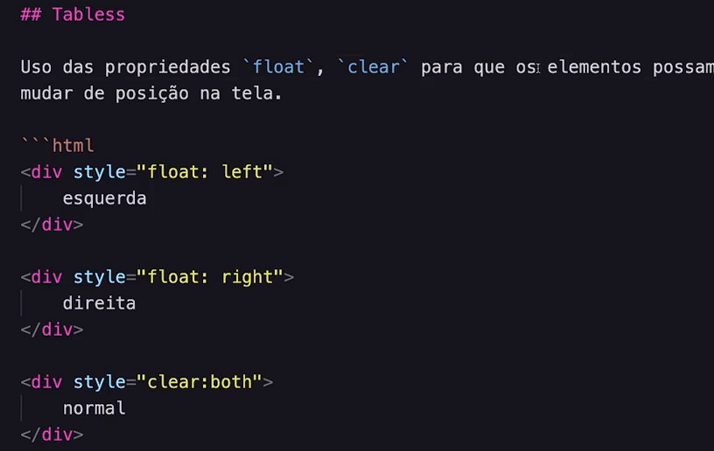 ## Tabless
Uso das propriedades `float`, `clear` para que os elementos possam
mudar de posição na tela.
```html
<div style="float: left">
esquerda
</div>
<div style="float: right">
direita
</div>
<div style="clear:both">
normal
</div>